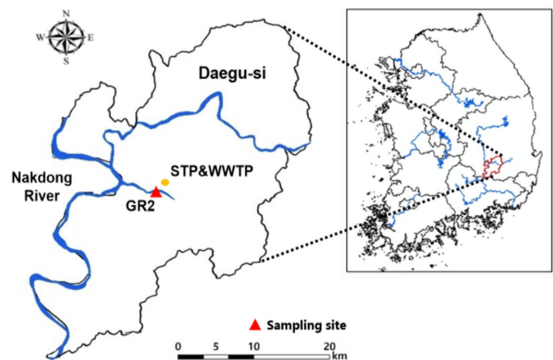 N
W E
S
Daegu-si
STP&WWTP
Nakdong
River
GR2
Sampling site
0 5 10 20
km